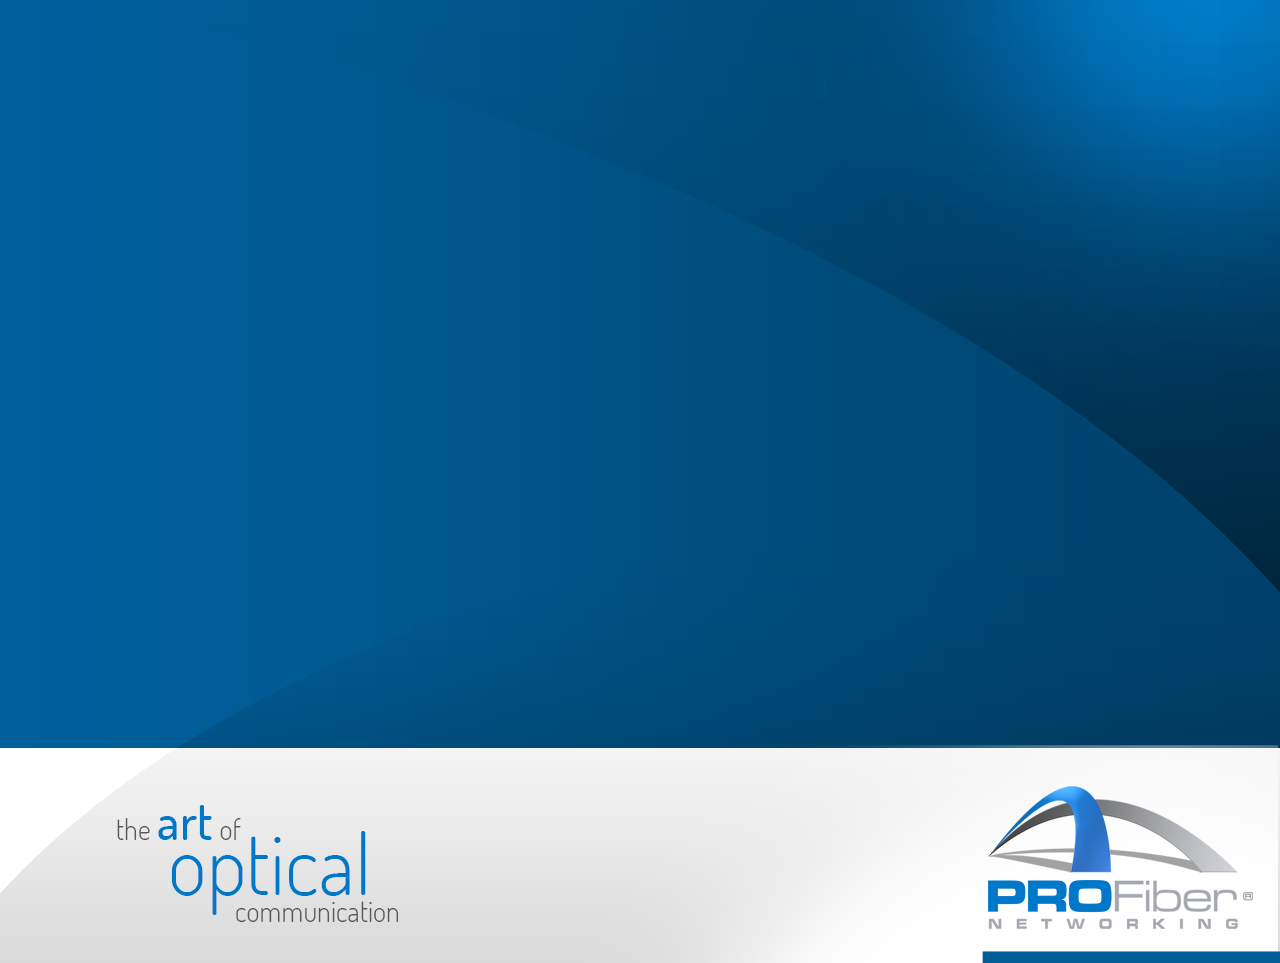 the art of
optical
communication
PROFiber ®
NETWORKING